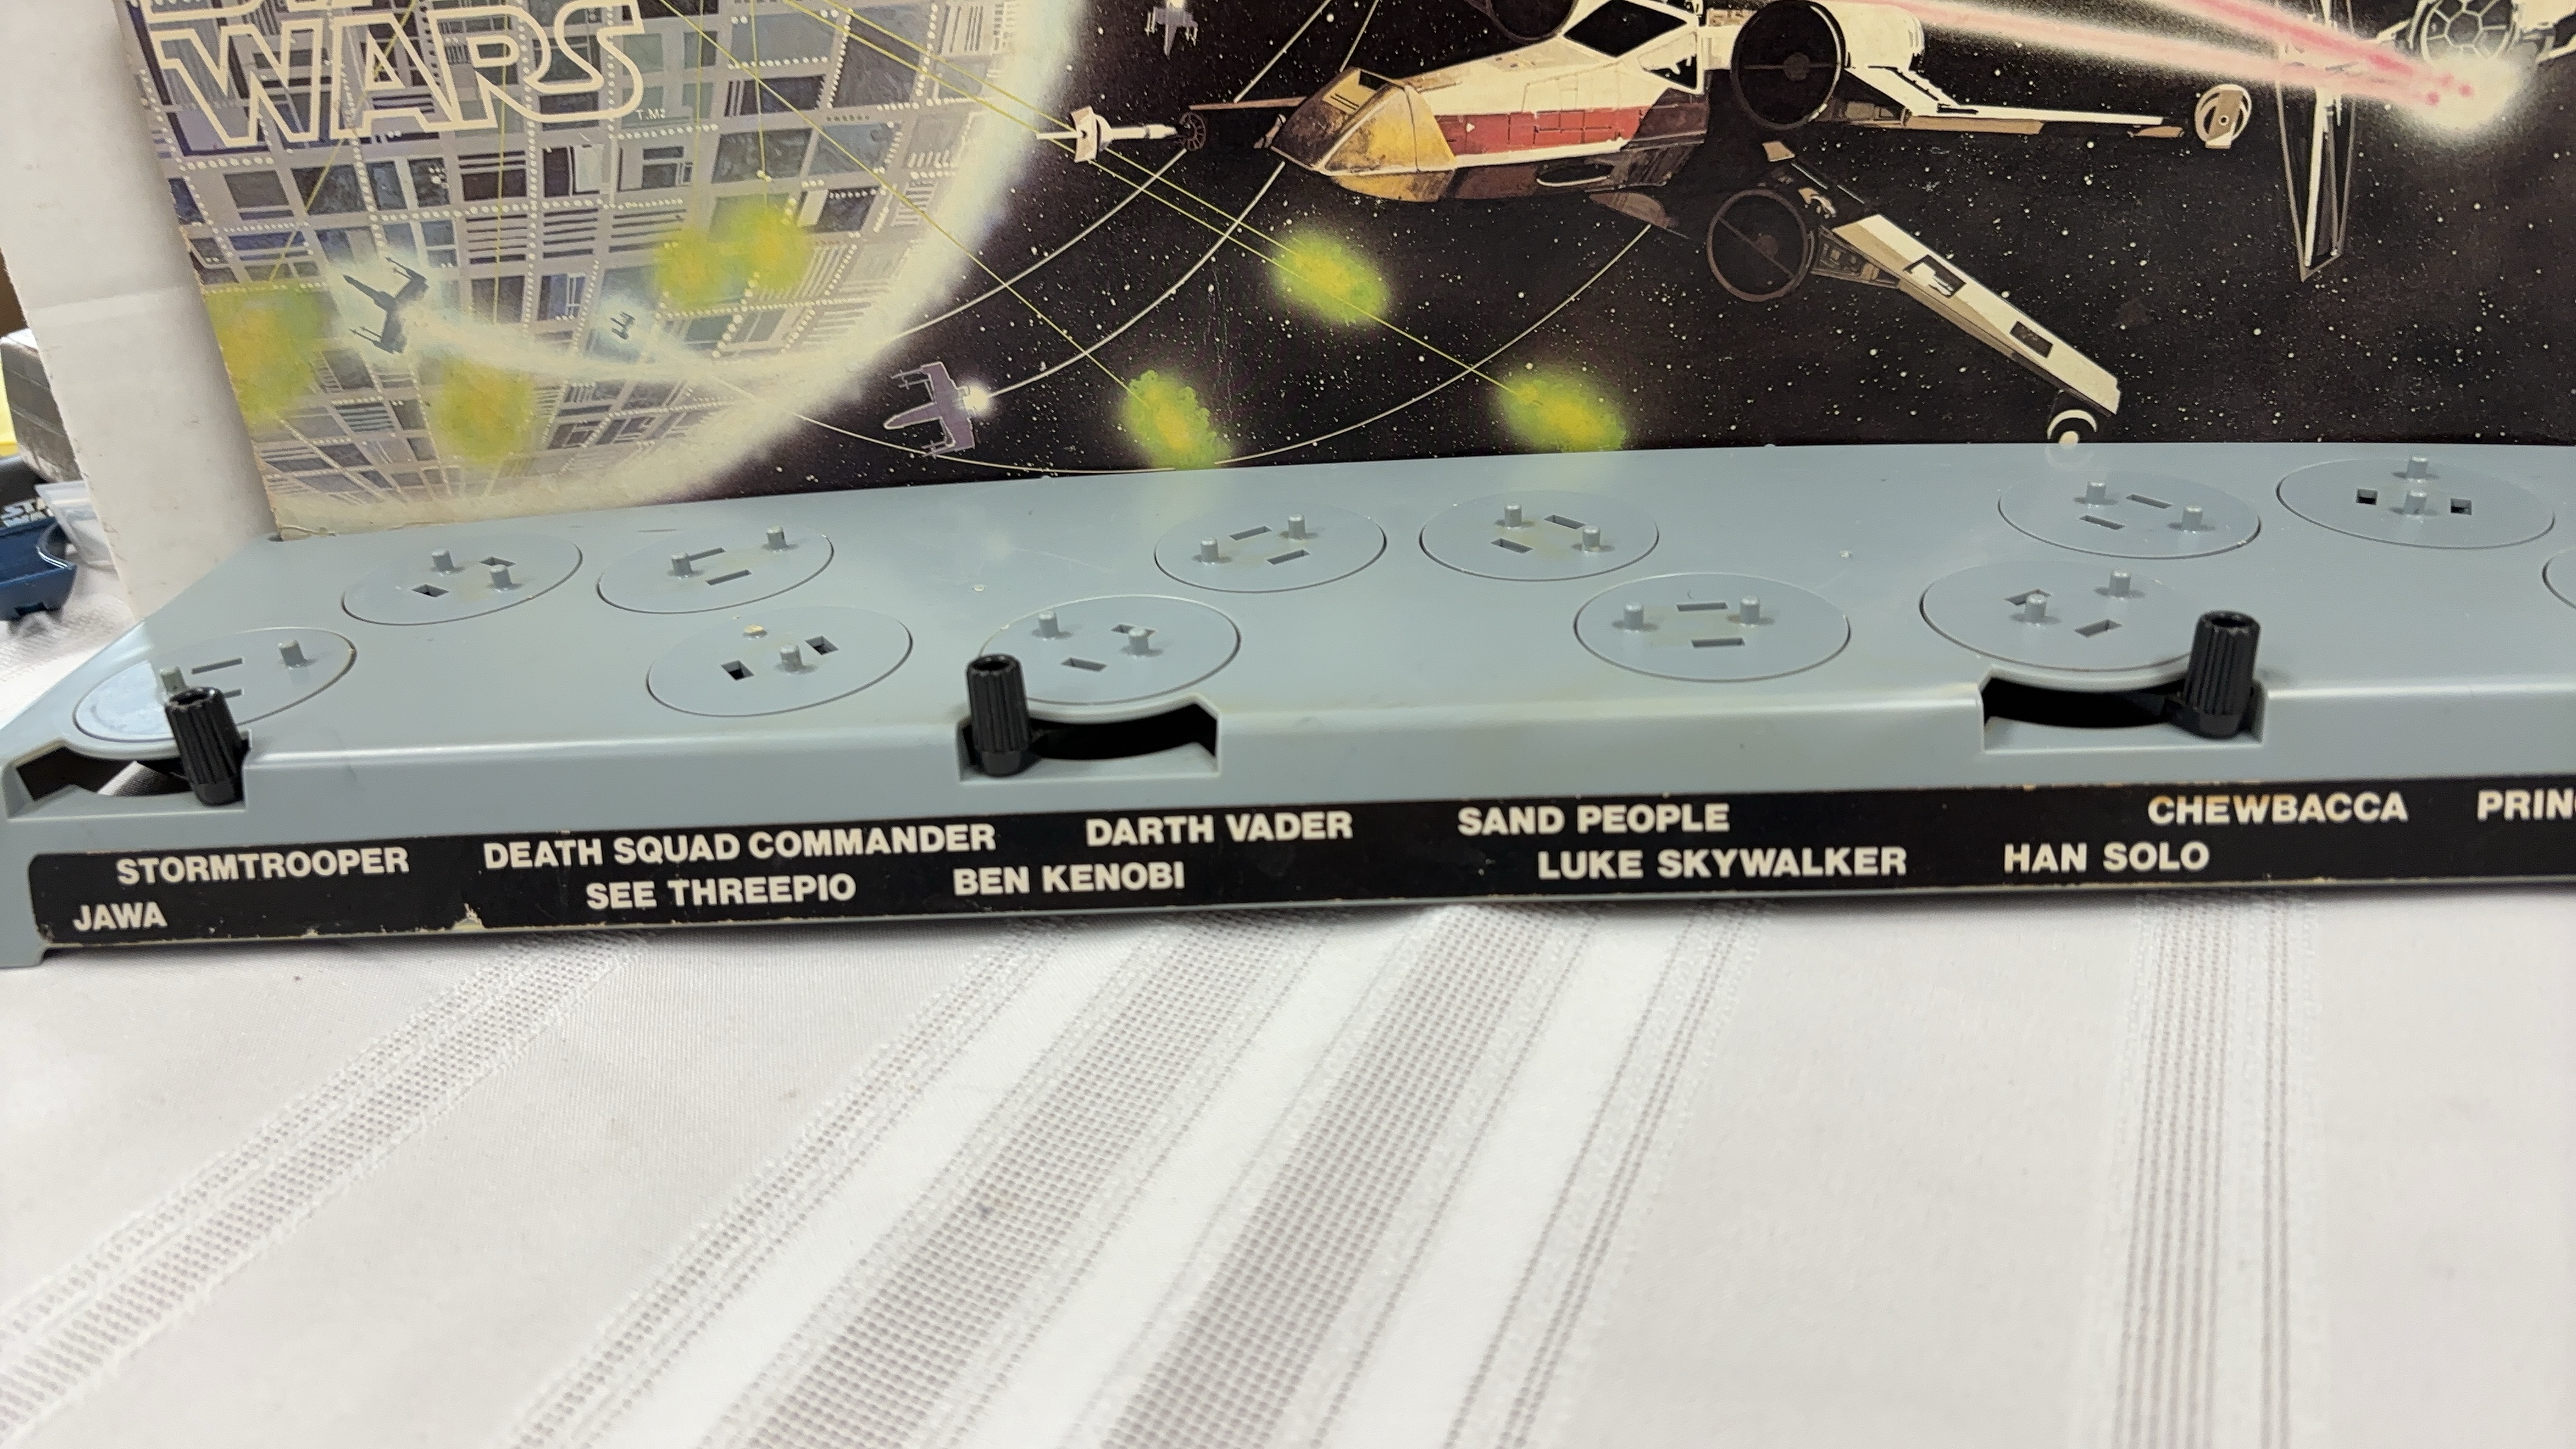 WARS
T.M.
STORMTROOPER DEATH SQUAD COMMANDER DARTH VADER SAND PEOPLE CHEWBACCA PRIN
JAWA SEE THREEPIO BEN KENOBI LUKE SKYWALKER HAN SOLO